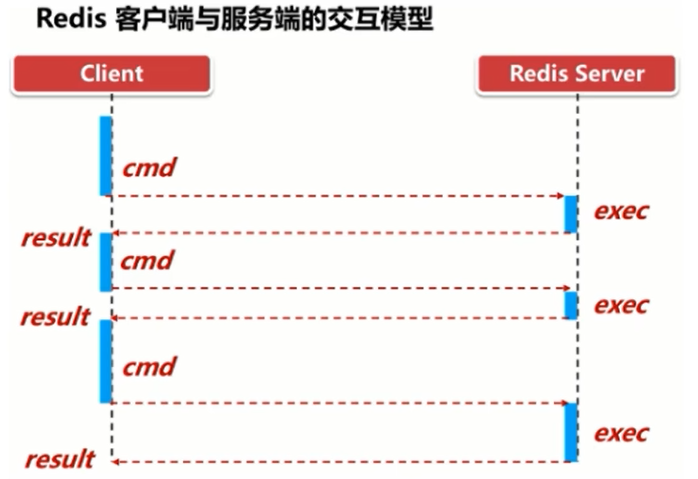 Redis 客户端与服务端的交互模型
Client
Redis Server
cmd
exec
result
cmd
exec
result
cmd
exec
result